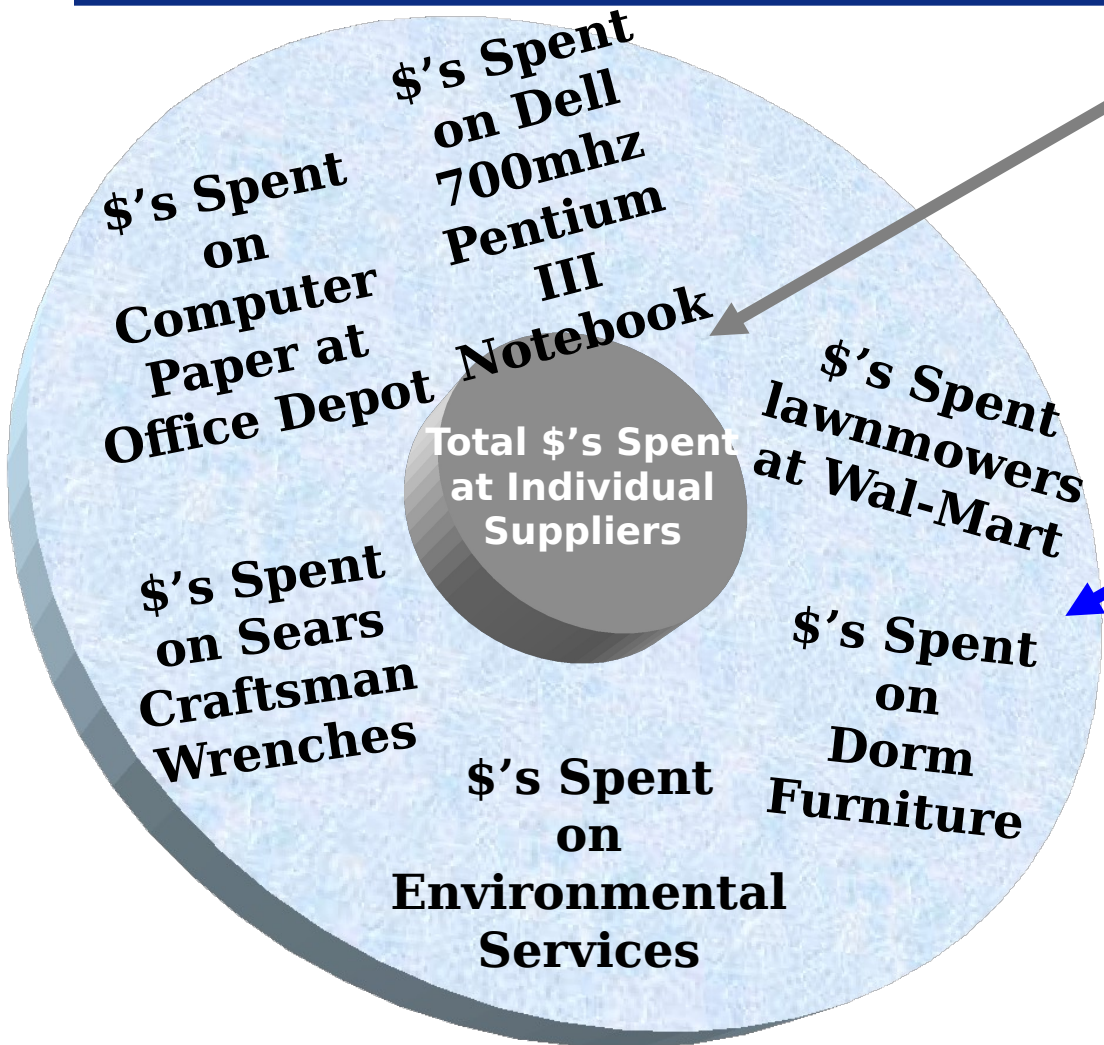 $’s Spent
on Dell
700mhz
Pentium
III
Notebook
$’s Spent
on
Computer
Paper at
Office Depot
$’s Spent
lawnmowers
at Wal-Mart
Total $’s Spent
at Individual
Suppliers
$’s Spent
on Sears
Craftsman
Wrenches
$’s Spent
on
Dorm
Furniture
$’s Spent
on
Environmental
Services